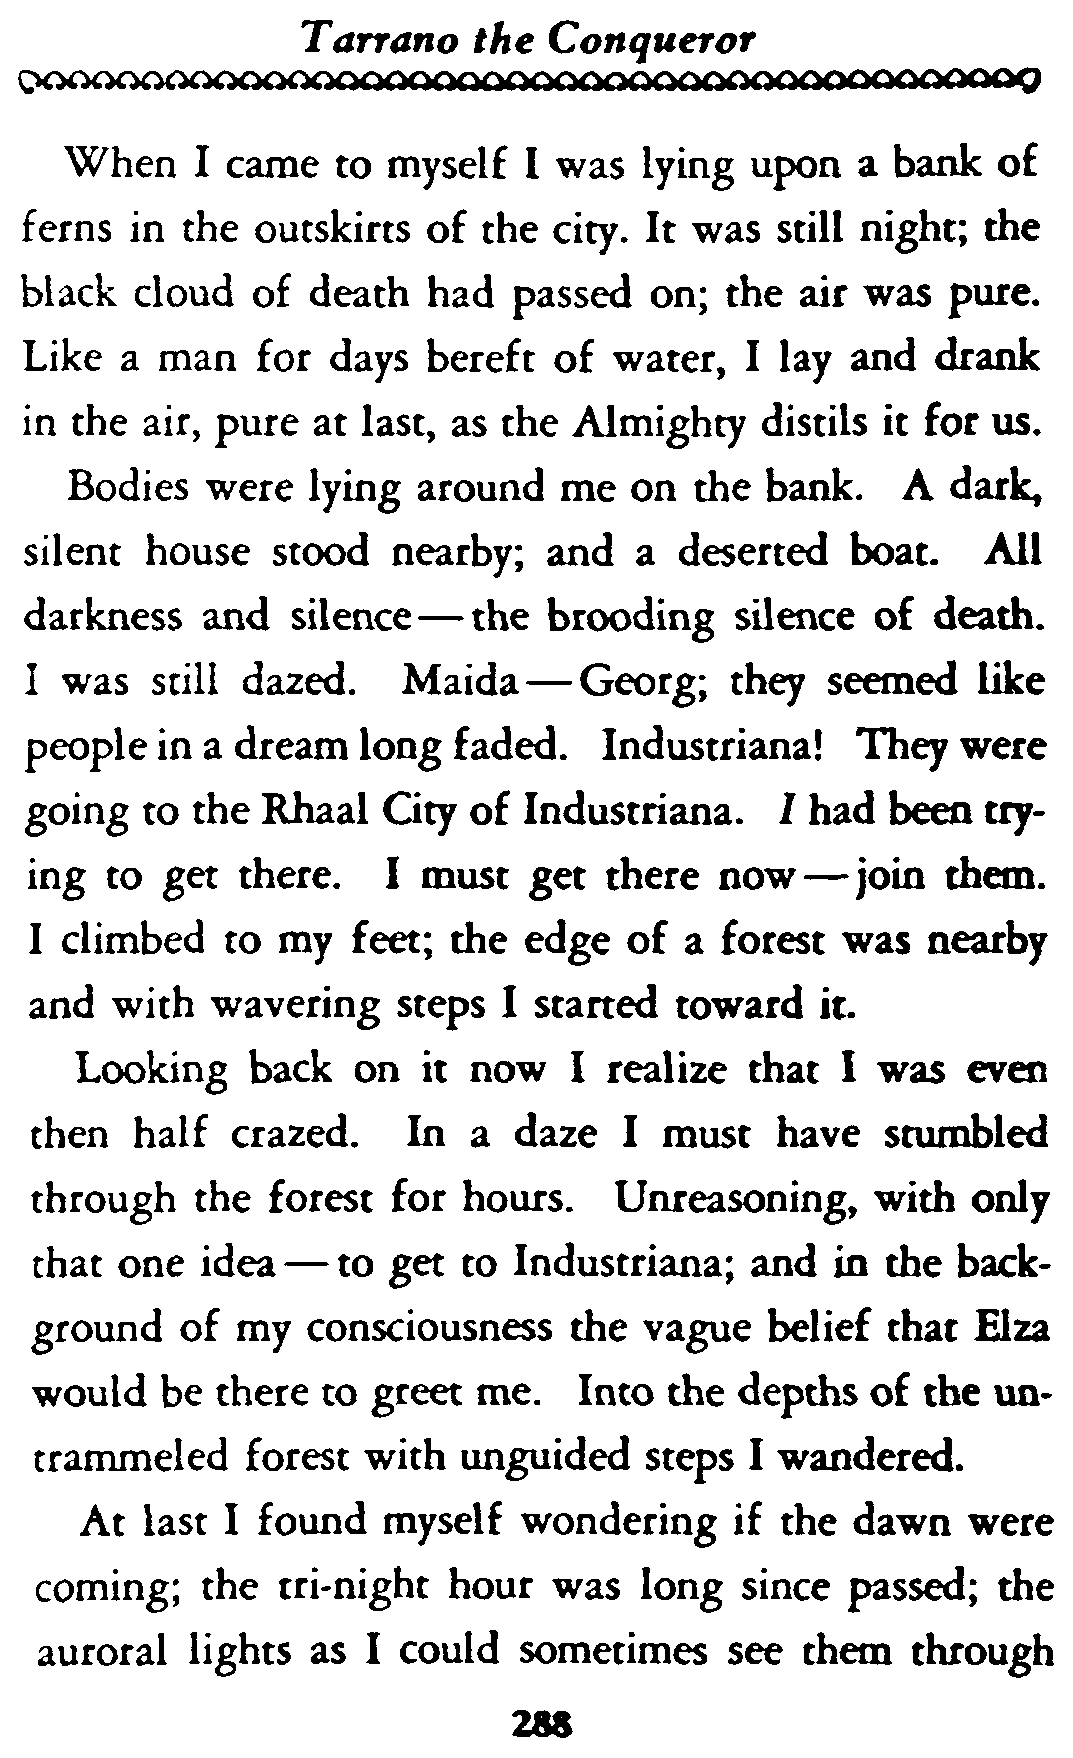 Tarrano the Conqueror
When I came to myself I was lying upon a bank of
ferns in the outskirts of the city. It was still night; the
black cloud of death had passed on; the air was pure.
Like a man for days bereft of water, I lay and drank
in the air, pure at last, as the Almighty distils it for us.
Bodies were lying around me on the bank. A dark,
silent house stood nearby; and a deserted boat. All
darkness and silence—the brooding silence of death.
I was still dazed. Maida—Georg; they seemed like
people in a dream long faded. Industriana! They were
going to the Rhaal City of Industriana. I had been try-
ing to get there. I must get there now—join them.
I climbed to my feet; the edge of a forest was nearby
and with wavering steps I started toward it.
Looking back on it now I realize that I was even
then half crazed. In a daze I must have stumbled
through the forest for hours. Unreasoning, with only
that one idea—to get to Industriana; and in the back-
ground of my consciousness the vague belief that Elza
would be there to greet me. Into the depths of the un-
trammeled forest with unguided steps I wandered.
At last I found myself wondering if the dawn were
coming; the tri-night hour was long since passed; the
auroral lights as I could sometimes see them through
288